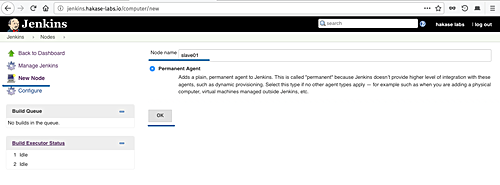 jenkins.hakase-labs.io/computer/new
Jenkins
search
hakase labs
| log out
Jenkins
Nodes
Back to Dashboard
Manage Jenkins
New Node
Configure
Build Queue
No builds in the queue.
Build Executor Status
1 Idle
2 Idle
Node name
slave01
Permanent Agent
Adds a plain, permanent agent to Jenkins. This is called "permanent" because Jenkins doesn't provide higher level of integration with these
agents, such as dynamic provisioning. Select this type if no other agent types apply — for example such as when you are adding a physical
computer, virtual machines managed outside Jenkins, etc.
OK